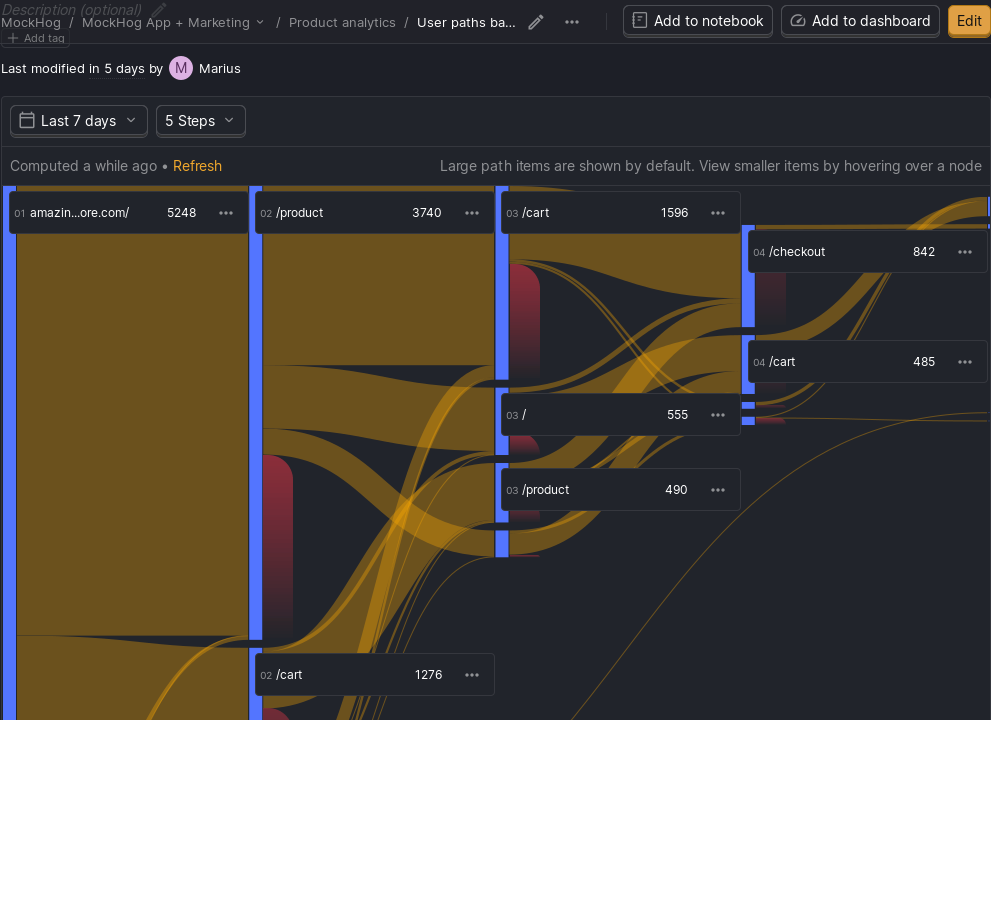 Description (optional)
MockHog / MockHog App + Marketing / Product analytics / User paths ba...
Add to notebook
Add to dashboard
Edit
Add tag
Last modified in 5 days by M Marius
Last 7 days
5 Steps
Computed a while ago • Refresh
Large path items are shown by default. View smaller items by hovering over a node
01 amazin...ore.com/ 5248
02 /product 3740
03 /cart 1596
04 /checkout 842
04 /cart 485
03 / 555
03 /product 490
02 /cart 1276